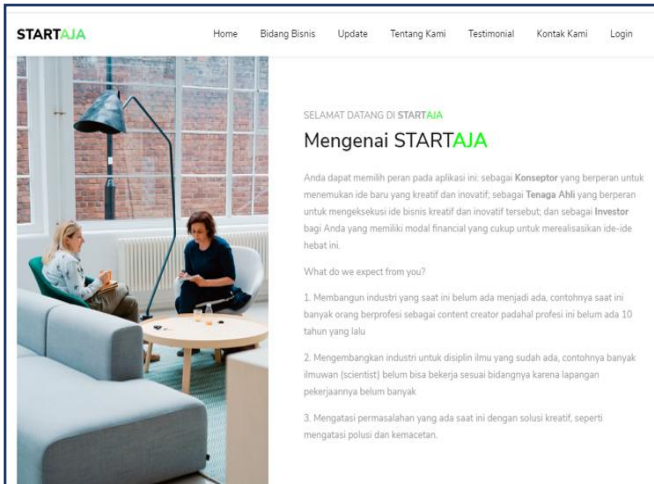 STARTAJA
Home Bidang Bisnis Update Tentang Kami Testimonial Kontak Kami Login
SELAMAT DATANG DI STARTAJA
Mengenai STARTAJA
Anda dapat memilih peran pada aplikasi ini: sebagai Konseptor yang berperan untuk
menemukan ide baru yang kreatif dan inovatif; sebagai Tenaga Ahli yang berperan
untuk mengeksekusi ide bisnis kreatif dan inovatif tersebut; dan sebagai Investor
bagi Anda yang memiliki modal financial yang cukup untuk merealisasikan ide-ide
hebat ini.
What do we expect from you?
1. Membangun industri yang saat ini belum ada menjadi ada, contohnya saat ini
banyak orang berprofesi sebagai content creator padahal profesi ini belum ada 10
tahun yang lalu
2. Mengembangkan industri untuk disiplin ilmu yang sudah ada, contohnya banyak
ilmuwan (scientist) belum bisa bekerja sesuai bidangnya karena lapangan
pekerjaannya belum banyak
3. Mengatasi permasalahan yang ada saat ini dengan solusi kreatif, seperti
mengatasi polusi dan kemacetan.